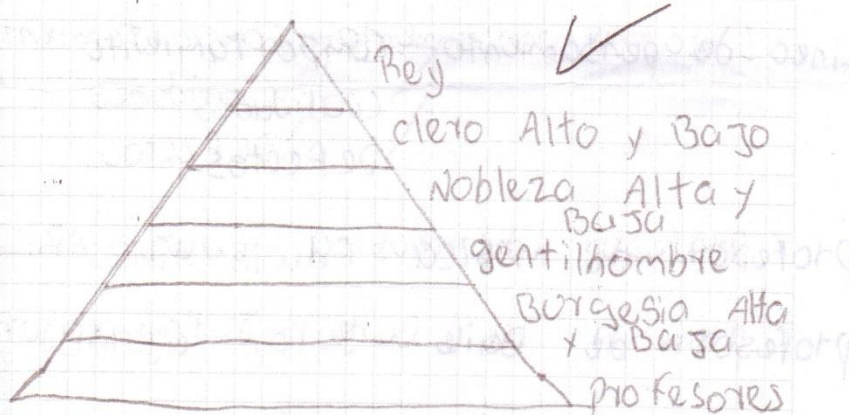 Rey
clero Alto y Bajo
Nobleza Alta y
Baja
gentilhombre
Burgesia Alta
y Baja
profesores